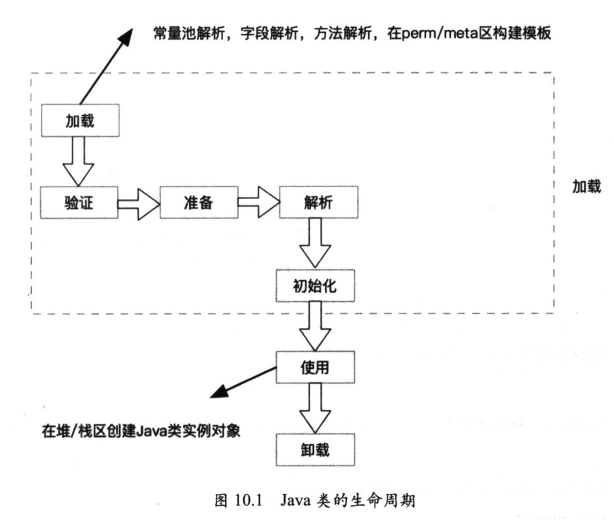 常量池解析，字段解析，方法解析，在perm/meta区构建模板
加载
加载
验证
准备
解析
初始化
使用
在堆/栈区创建Java类实例对象
卸载
图 10.1 Java 类的生命周期